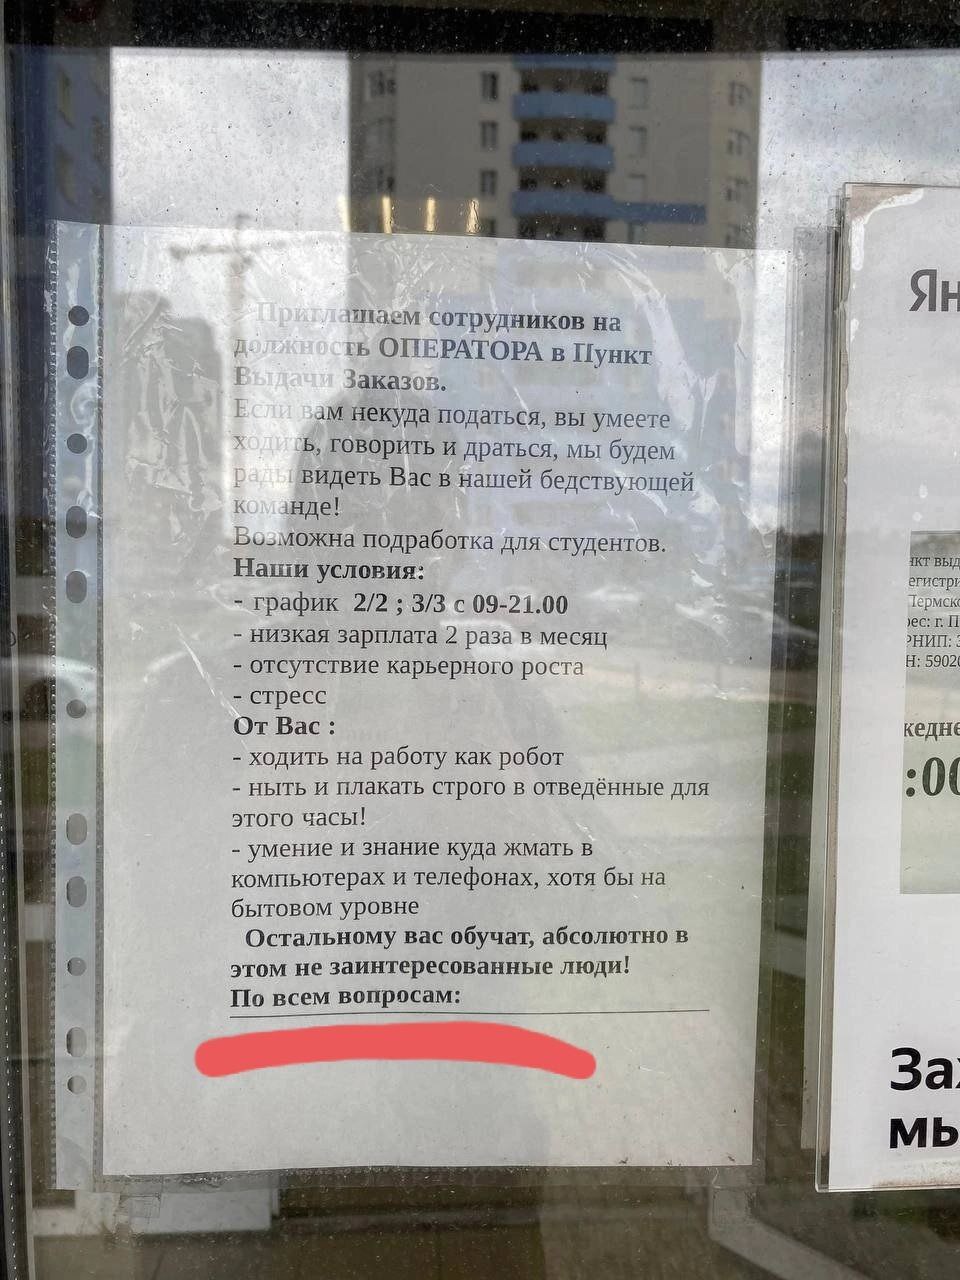 Приглашаем сотрудников на
должность ОПЕРАТОРА в Пункт
Выдачи Заказов.
Если вам некуда податься, вы умеете
ходить, говорить и драться, мы будем
рады видеть Вас в нашей бедствующей
команде!
Возможна подработка для студентов.
Наши условия:
- график 2/2 ; 3/3 с 09-21.00
- низкая зарплата 2 раза в месяц
- отсутствие карьерного роста
- стресс
От Вас :
- ходить на работу как робот
- ныть и плакать строго в отведённые для
этого часы!
- умение и знание куда жмать в
компьютерах и телефонах, хотя бы на
бытовом уровне
Остальному вас обучат, абсолютно в
этом не заинтересованные люди!
По всем вопросам:
Ян
:00
мы